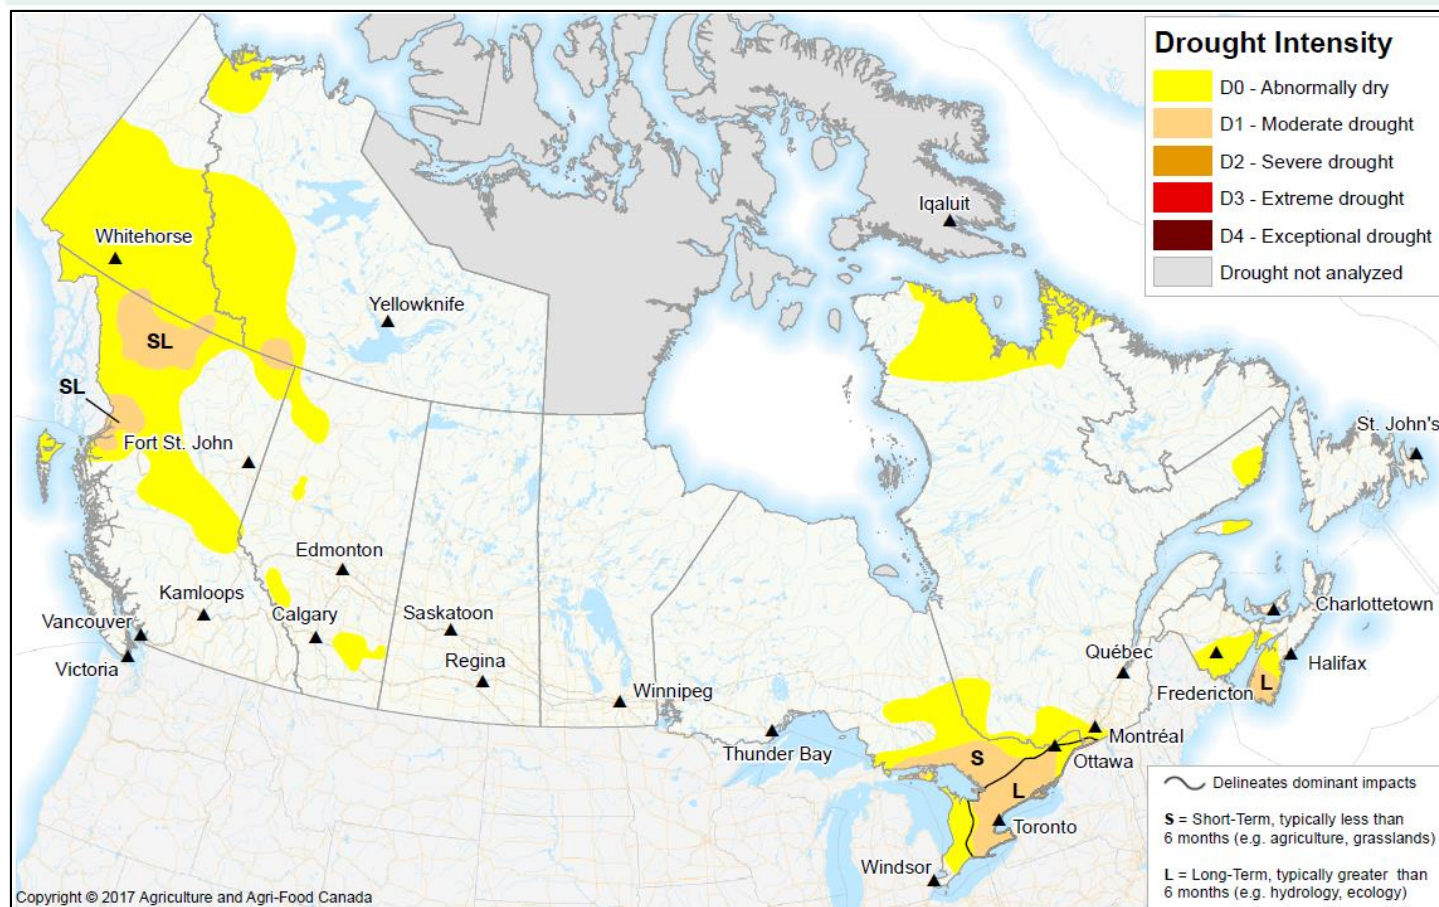 Drought Intensity
D0 - Abnormally dry
D1 - Moderate drought
D2 - Severe drought
D3 - Extreme drought
D4 - Exceptional drought
Drought not analyzed
Iqaluit
Whitehorse
Yellowknife
SL
SL
Fort St. John
St. John's
Edmonton
Kamloops
Calgary
Saskatoon
Charlottetown
Vancouver
Victoria
Regina
Québec
Halifax
Winnipeg
Fredericton
L
Montréal
Thunder Bay
S
Ottawa
L
Toronto
Windsor
Delineates dominant impacts
S = Short-Term, typically less than
6 months (e.g. agriculture, grasslands)
L = Long-Term, typically greater than
6 months (e.g. hydrology, ecology)
Copyright © 2017 Agriculture and Agri-Food Canada